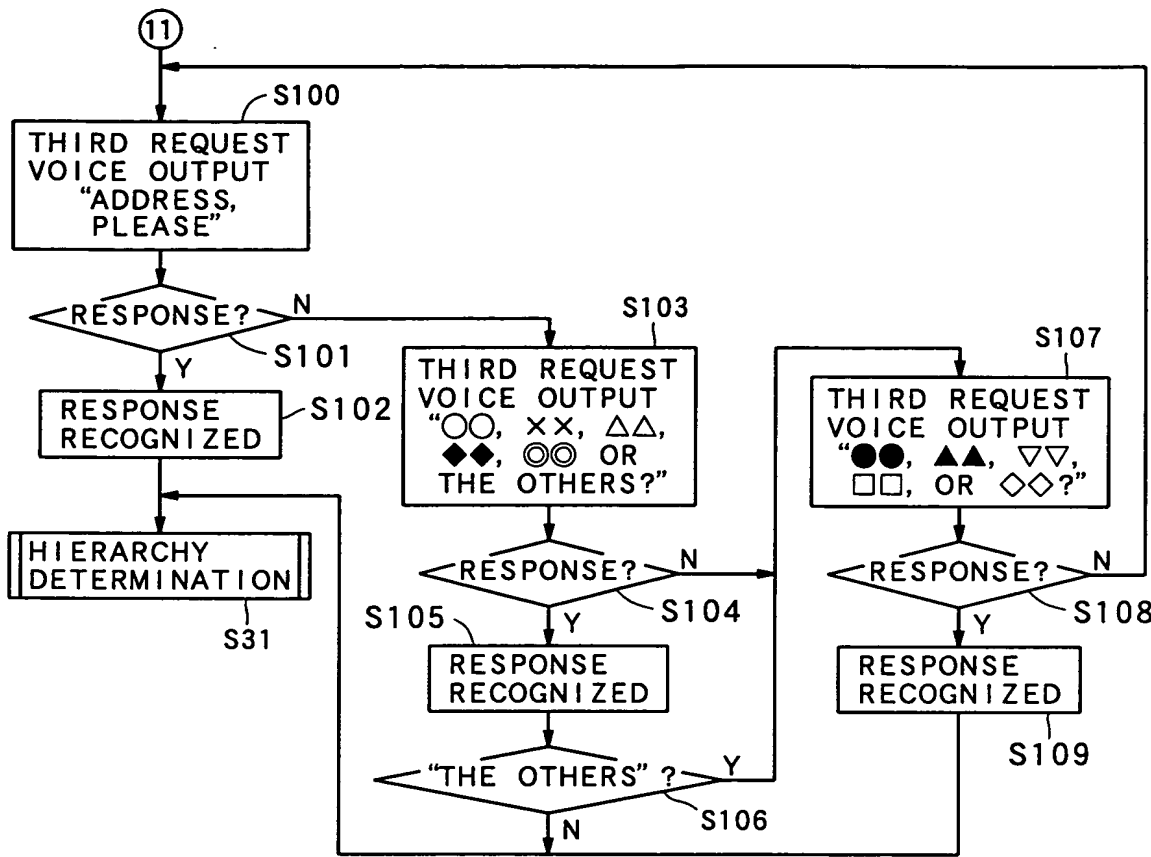 11
S100
THIRD REQUEST
VOICE OUTPUT
“ADDRESS,
PLEASE”
RESPONSE?
N
S101
Y
RESPONSE
RECOGNIZED
S102
HIERARCHY
DETERMINATION
S31
S103
THIRD REQUEST
VOICE OUTPUT
“○○, ××, △△,
◆◆, ◎◎ OR
THE OTHERS?”
RESPONSE?
N
S104
Y
S105
RESPONSE
RECOGNIZED
“THE OTHERS” ?
Y
S106
N
S107
THIRD REQUEST
VOICE OUTPUT
“●●, ▲▲, ▽▽,
□□, OR ◇◇?”
RESPONSE?
N
S108
Y
RESPONSE
RECOGNIZED
S109